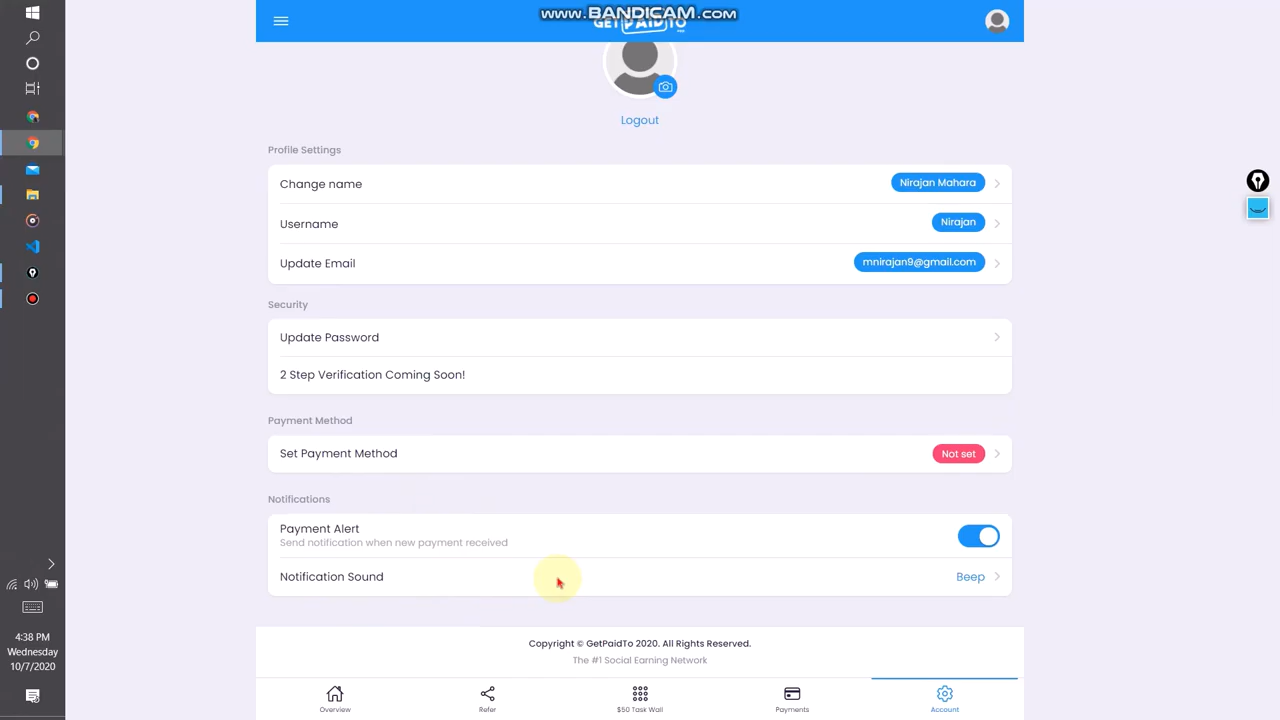 www.BANDICAM.com
GETPAIDTO
Logout
Profile Settings
Change name
Nirajan Mahara
Username
Nirajan
Update Email
mnirajan9@gmail.com
Security
Update Password
2 Step Verification Coming Soon!
Payment Method
Set Payment Method
Not set
Notifications
Payment Alert
Send notification when new payment received
Notification Sound
Beep
Copyright © GetPaidTo 2020. All Rights Reserved.
The #1 Social Earning Network
Overview
Refer
$50 Task Wall
Payments
Account
4:38 PM
Wednesday
10/7/2020